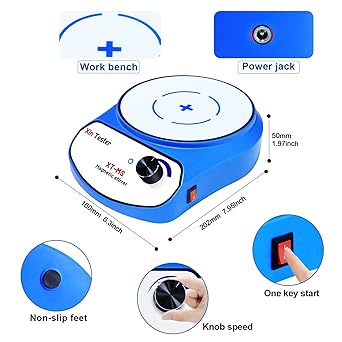 Work bench
Power jack
Xin Tester
XT-MS
Magnetic stirrer
50mm
1.97inch
160mm 6.3inch
202mm 7.95inch
Non-slip feet
Knob speed
One key start